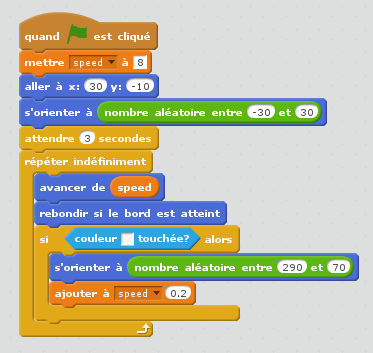 quand est cliqué
mettre speed à 8
aller à x: 30 y: -10
s'orienter à nombre aléatoire entre -30 et 30
attendre 3 secondes
répéter indéfiniment
avancer de speed
rebondir si le bord est atteint
si couleur touchée? alors
s'orienter à nombre aléatoire entre 290 et 70
ajouter à speed 0.2